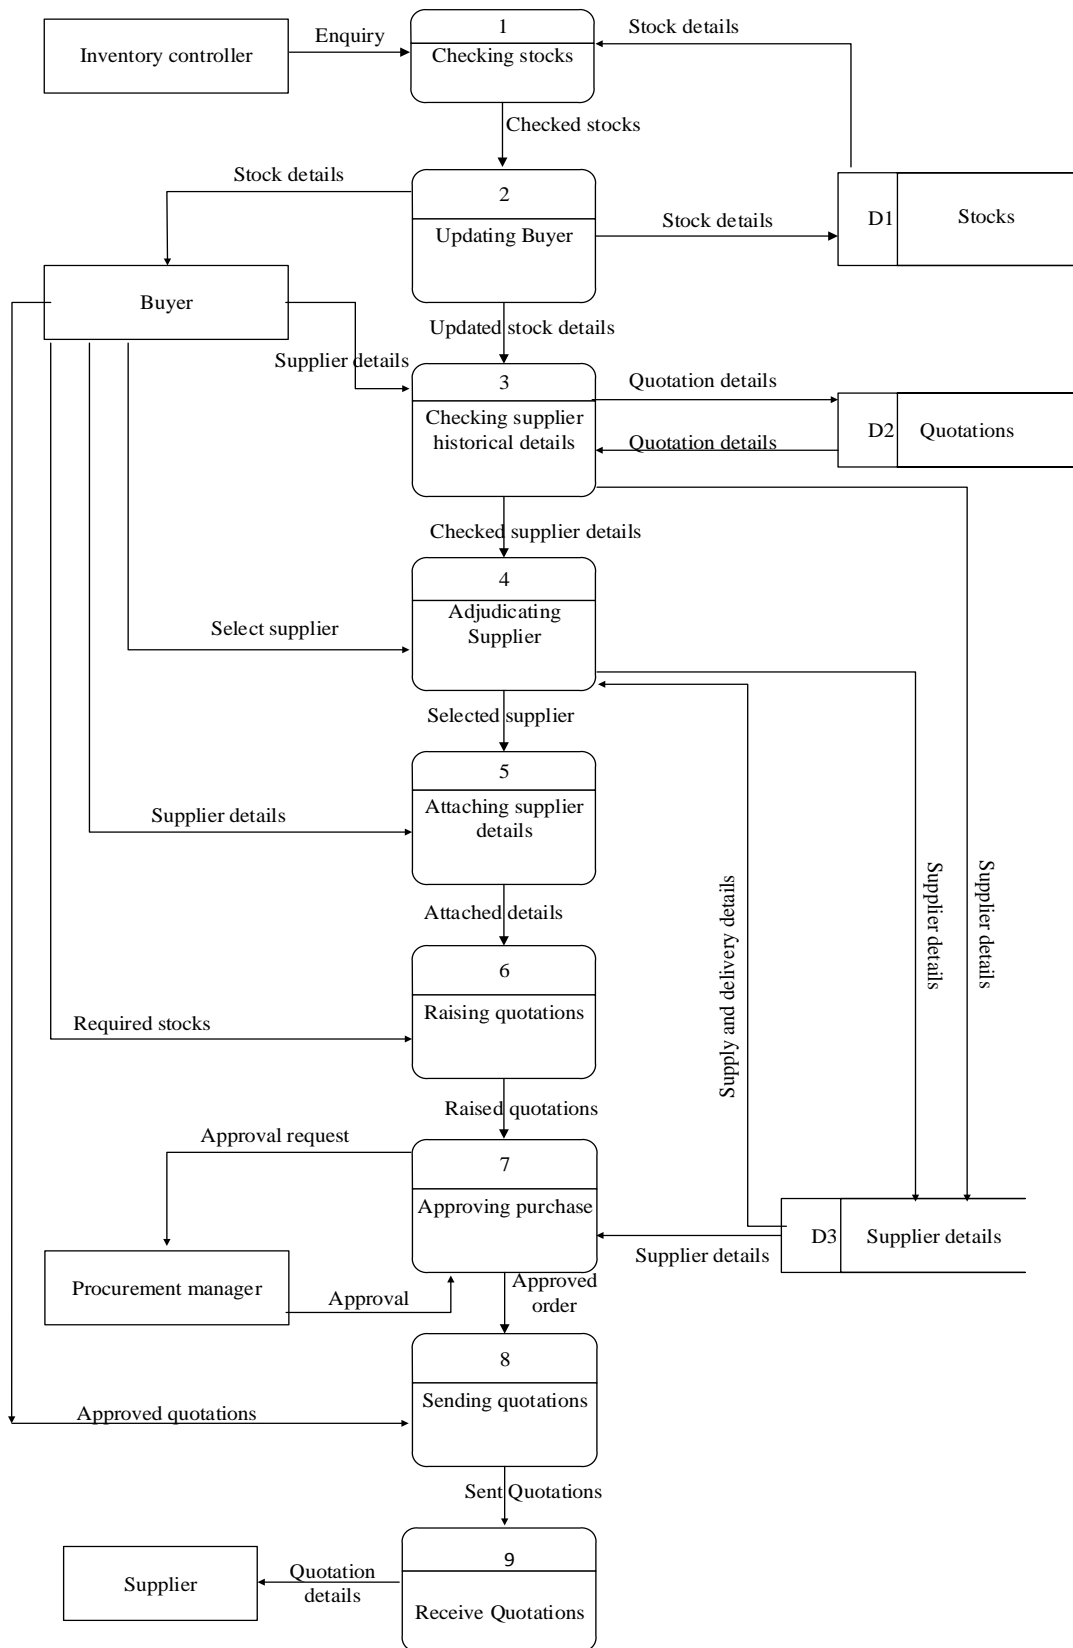 1
Enquiry
Stock details
Inventory controller
Checking stocks
Checked stocks
Stock details
2
Stock details
D1
Stocks
Updating Buyer
Buyer
Updated stock details
Supplier details
3
Quotation details
Checking supplier
historical details
D2
Quotations
Quotation details
Checked supplier details
4
Adjudicating
Supplier
Select supplier
Selected supplier
5
Attaching supplier
details
Supplier details
Supply and delivery details
Supplier details
Supplier details
Attached details
6
Raising quotations
Required stocks
Raised quotations
Approval request
7
Approving purchase
D3
Supplier details
Supplier details
Procurement manager
Approval
Approved
order
8
Sending quotations
Approved quotations
Sent Quotations
9
Supplier
Quotation
details
Receive Quotations